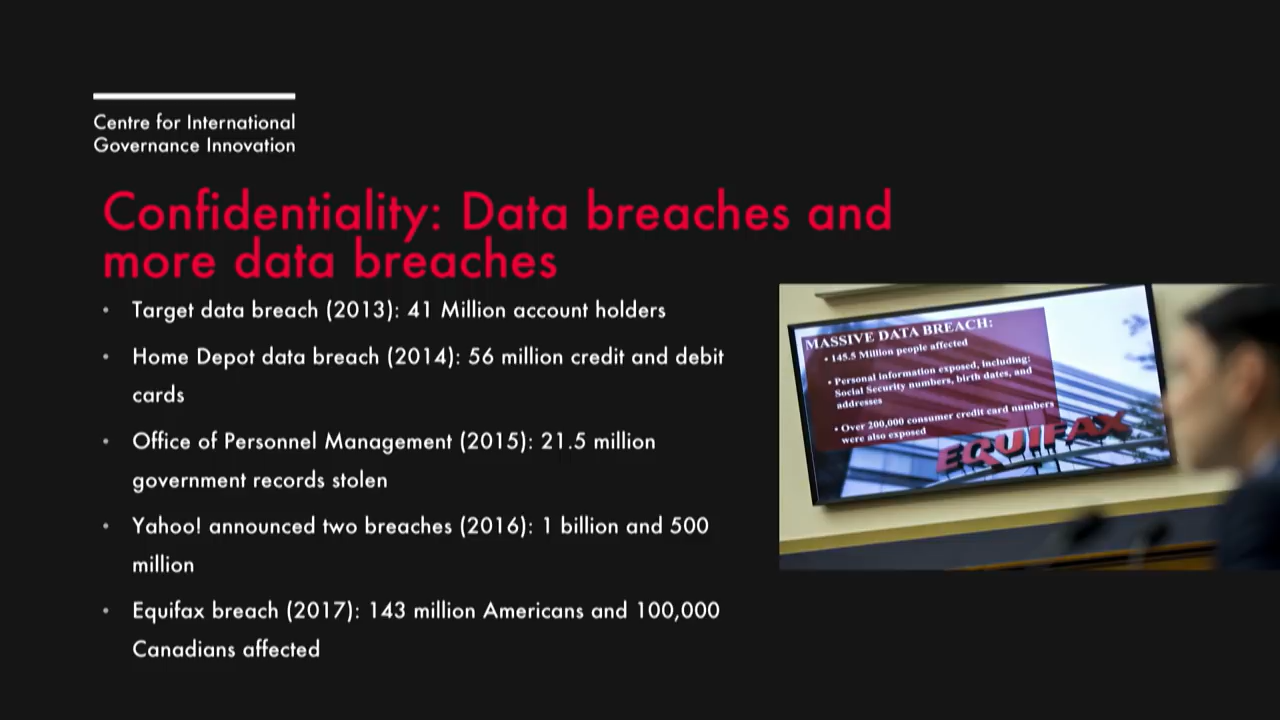 Centre for International
Governance Innovation
Confidentiality: Data breaches and
more data breaches
• Target data breach (2013): 41 Million account holders
• Home Depot data breach (2014): 56 million credit and debit
cards
• Office of Personnel Management (2015): 21.5 million
government records stolen
• Yahoo! announced two breaches (2016): 1 billion and 500
million
• Equifax breach (2017): 143 million Americans and 100,000
Canadians affected
MASSIVE DATA BREACH:
• 145.5 Million people affected
• Personal information exposed, including:
Social Security numbers, birth dates, and
addresses
• Over 200,000 consumer credit card numbers
were also exposed
EQUIFAX